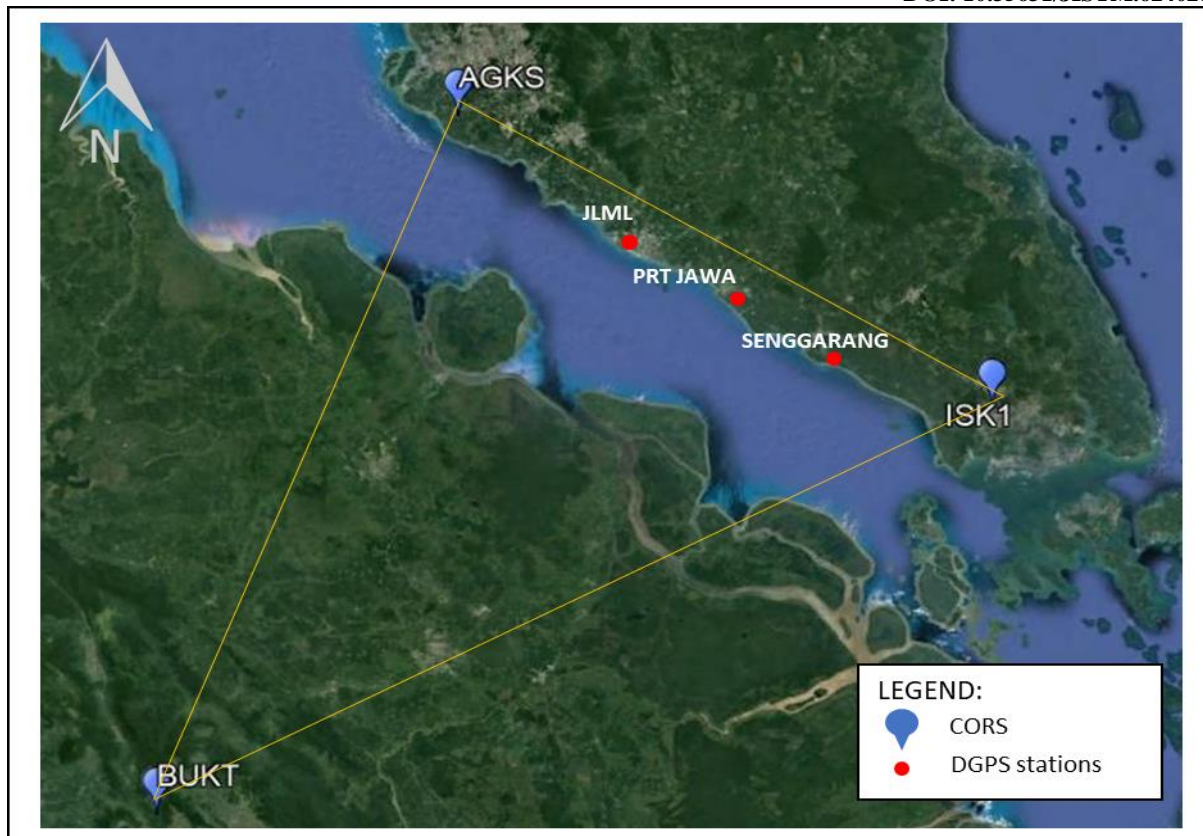 AGKS
N
JLML
PRT JAWA
SENGGARANG
ISK1
BUKT
LEGEND:
CORS
DGPS stations